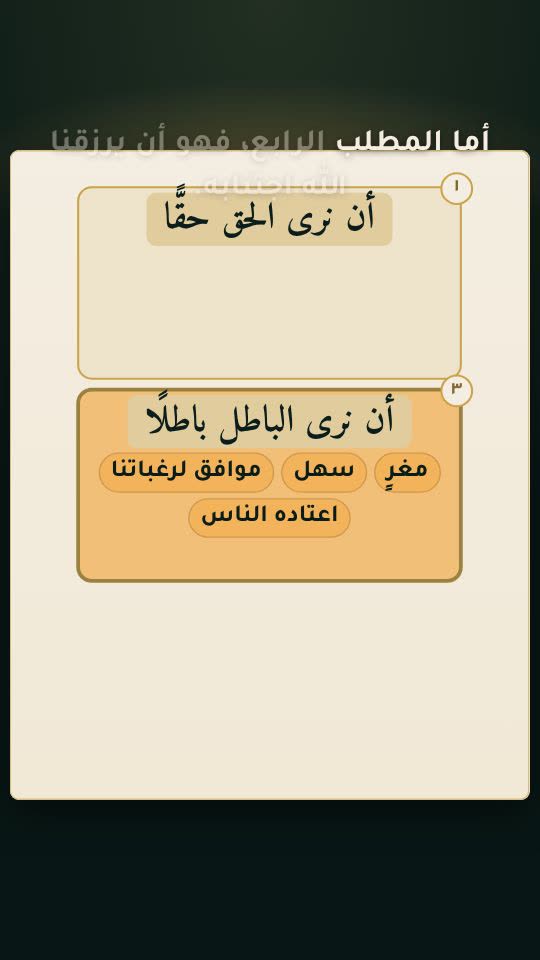 أما المطلب الرابع، فهو أن يرزقنا
الله اجتنابه.
١
أن نرى الحق حقًّا
٣
أن نرى الباطل باطلًا
مغرٍ سهل موافق لرغباتنا
اعتاده الناس